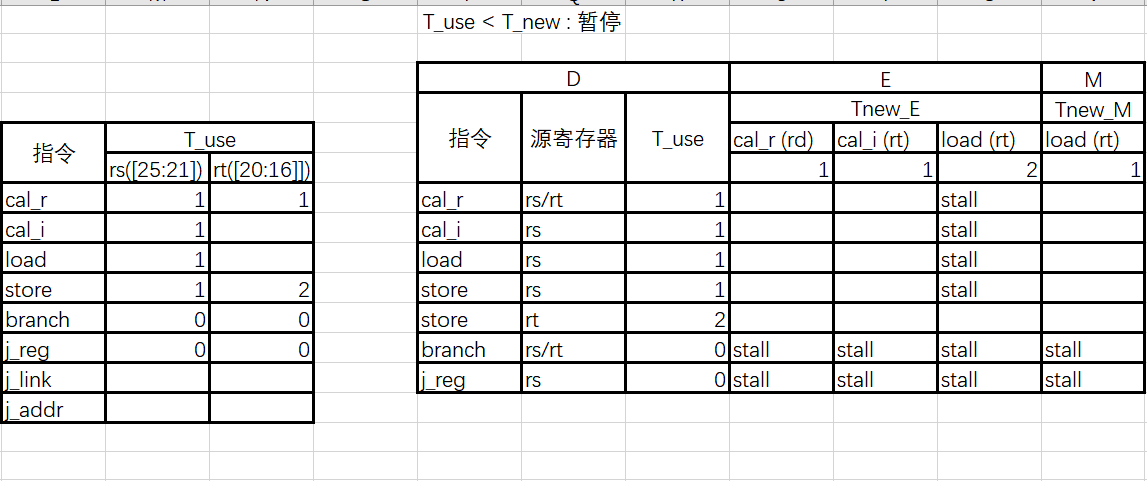 T_use < T_new : 暂停
指令 T_use
rs([25:21]) rt([20:16]])
cal_r 1 1
cal_i 1
load 1
store 1 2
branch 0 0
j_reg 0 0
j_link
j_addr
D E M
指令 源寄存器 T_use Tnew_E Tnew_M
cal_r (rd) cal_i (rt) load (rt) load (rt)
1 1 2 1
cal_r rs/rt 1 stall
cal_i rs 1 stall
load rs 1 stall
store rs 1 stall
store rt 2
branch rs/rt 0 stall stall stall stall
j_reg rs 0 stall stall stall stall